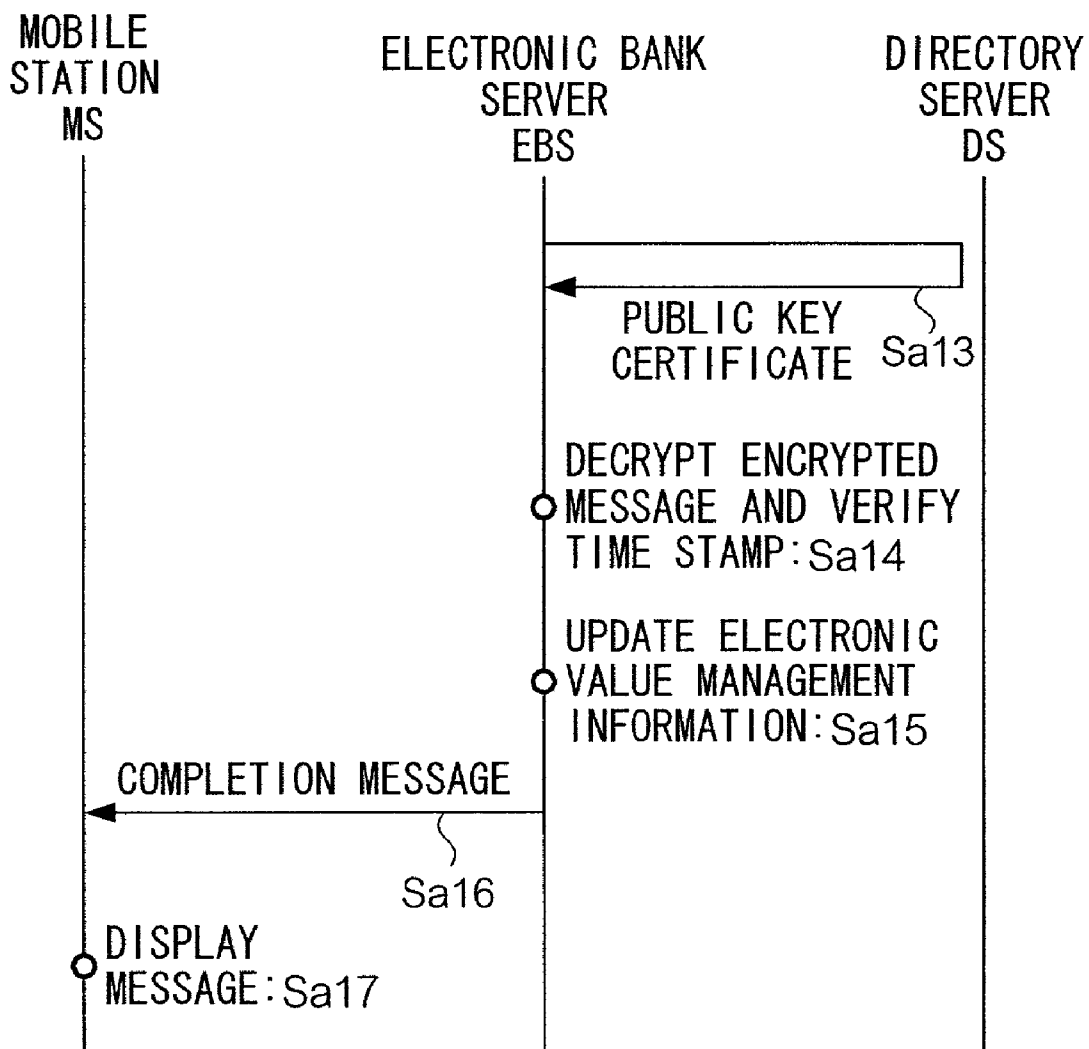 MOBILE
STATION
MS
ELECTRONIC BANK
SERVER
EBS
DIRECTORY
SERVER
DS
PUBLIC KEY
CERTIFICATE
Sa13
DECRYPT ENCRYPTED
MESSAGE AND VERIFY
TIME STAMP:Sa14
UPDATE ELECTRONIC
VALUE MANAGEMENT
INFORMATION:Sa15
COMPLETION MESSAGE
Sa16
DISPLAY
MESSAGE:Sa17